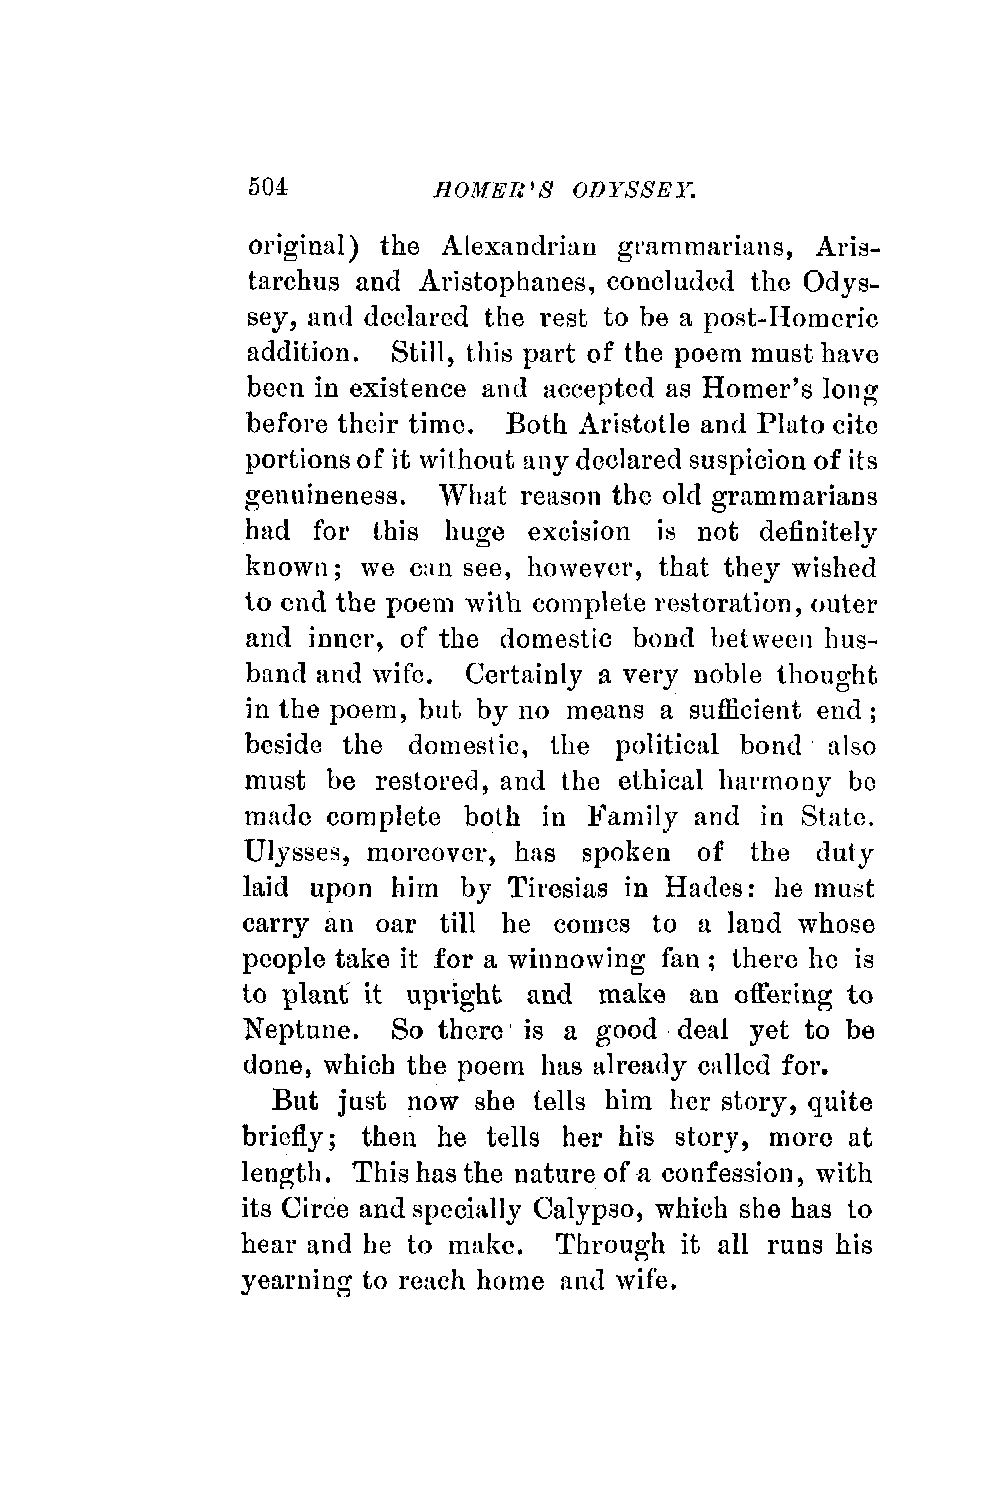 504 HOMER'S ODYSSEY.
original) the Alexandrian grammarians, Aris-
tarchus and Aristophanes, concluded the Odys-
sey, and declared the rest to be a post-Homeric
addition. Still, this part of the poem must have
been in existence and accepted as Homer's long
before their time. Both Aristotle and Plato cite
portions of it without any declared suspicion of its
genuineness. What reason the old grammarians
had for this huge excision is not definitely
known; we can see, however, that they wished
to end the poem with complete restoration, outer
and inner, of the domestic bond between hus-
band and wife. Certainly a very noble thought
in the poem, but by no means a sufficient end;
beside the domestic, the political bond also
must be restored, and the ethical harmony be
made complete both in Family and in State.
Ulysses, moreover, has spoken of the duty
laid upon him by Tiresias in Hades: he must
carry an oar till he comes to a land whose
people take it for a winnowing fan; there he is
to plant it upright and make an offering to
Neptune. So there is a good deal yet to be
done, which the poem has already called for.
But just now she tells him her story, quite
briefly; then he tells her his story, more at
length. This has the nature of a confession, with
its Circe and specially Calypso, which she has to
hear and he to make. Through it all runs his
yearning to reach home and wife.